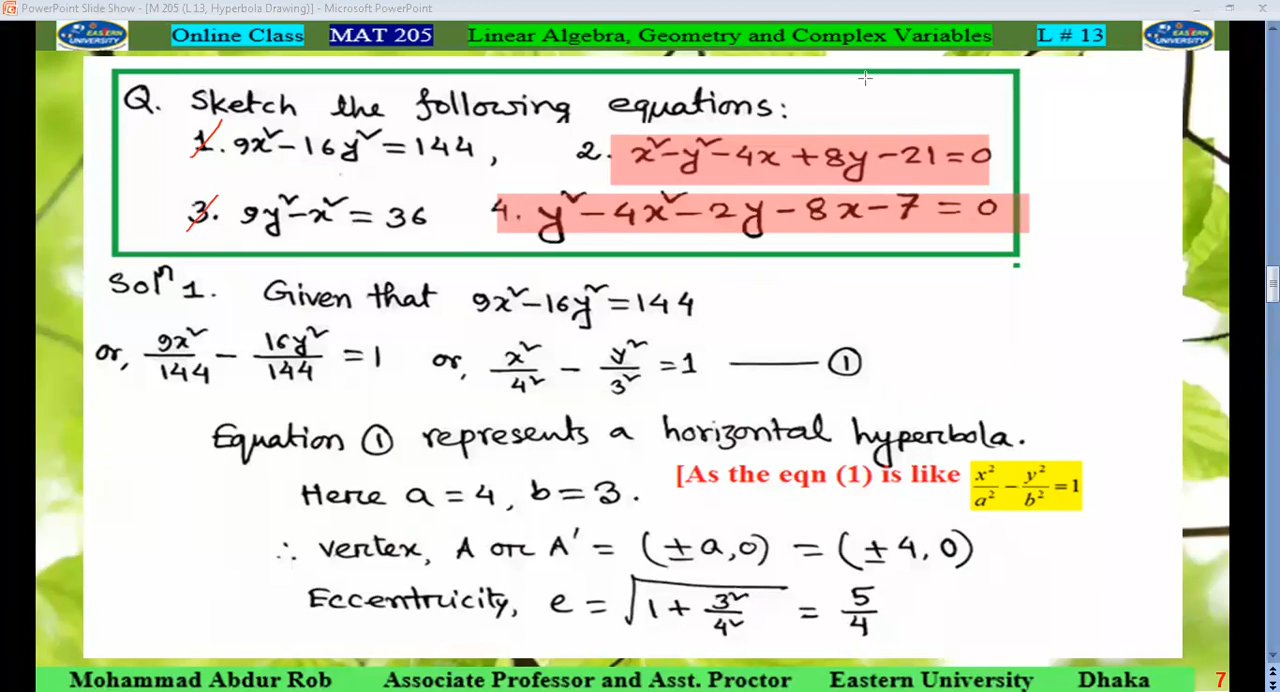 PowerPoint Slide Show - [M 205 (L 13, Hyperbola Drawing)] - Microsoft PowerPoint
EASTERN UNIVERSITY Online Class MAT 205 Linear Algebra, Geometry and Complex Variables L # 13 EASTERN UNIVERSITY
Q. Sketch the following equations:
1. 9x² - 16y² = 144, 2. x² - y² - 4x + 8y - 21 = 0
3. 9y² - x² = 36 4. y² - 4x² - 2y - 8x - 7 = 0
Solⁿ 1. Given that 9x² - 16y² = 144
or, 9x²/144 - 16y²/144 = 1 or, x²/4² - y²/3² = 1 —— ①
Equation ① represents a horizontal hyperbola.
[As the eqn (1) is like x²/a² - y²/b² = 1
Here a = 4, b = 3.
∴ vertex, A or A' = (±a, 0) = (±4, 0)
Eccentricity, e = √(1 + 3²/4²) = 5/4
Mohammad Abdur Rob Associate Professor and Asst. Proctor Eastern University Dhaka 7